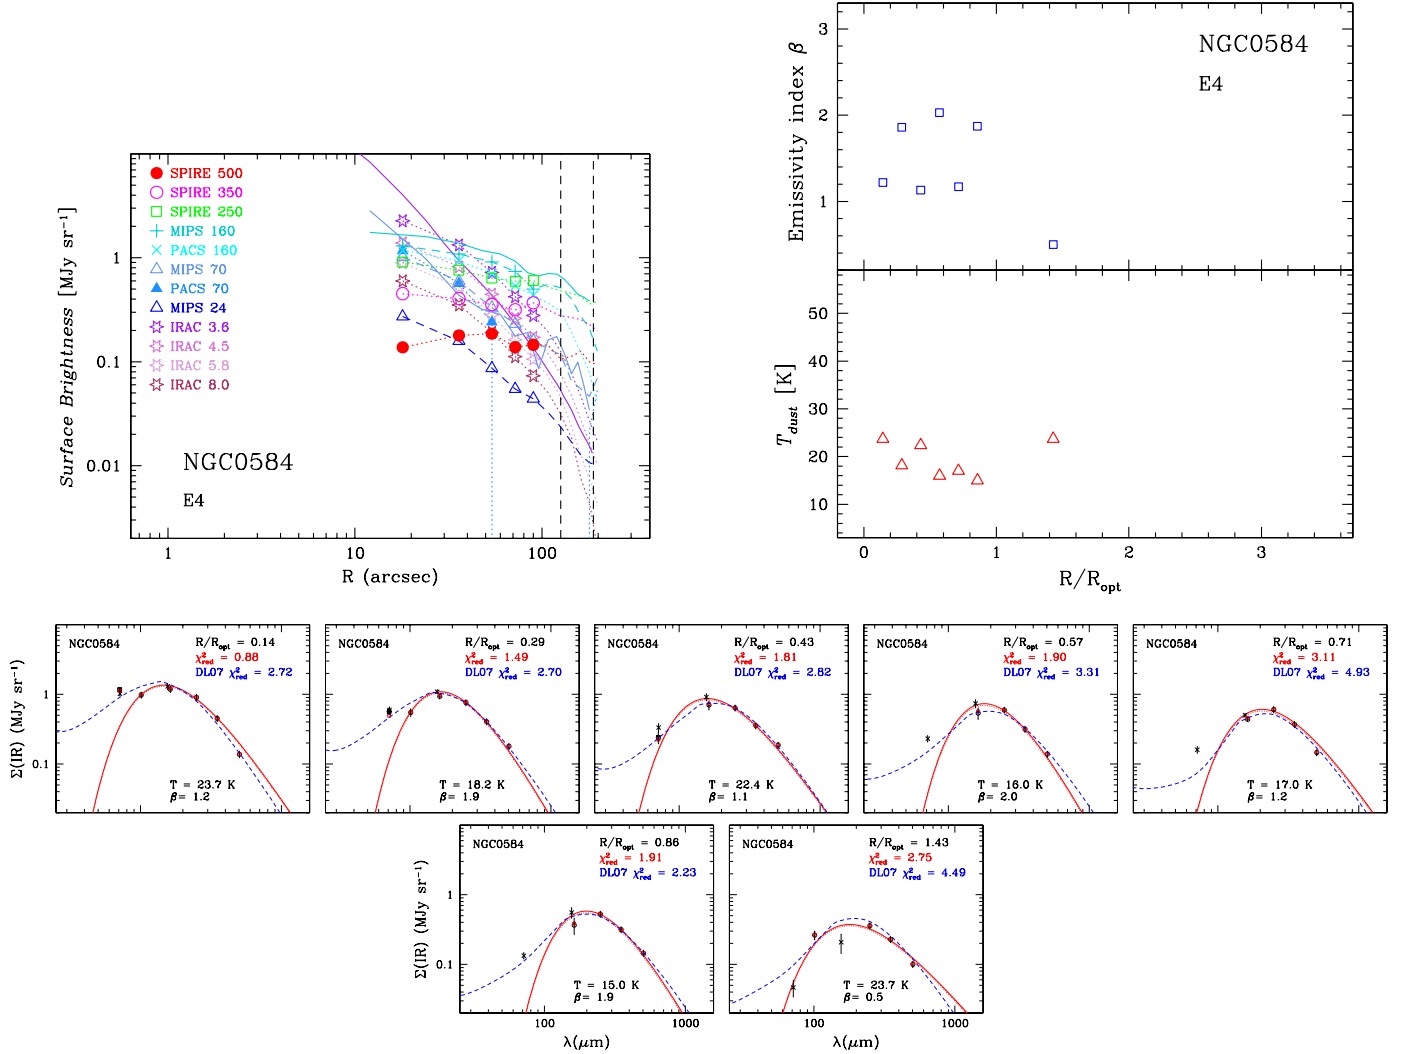 SPIRE 500
SPIRE 350
SPIRE 250
MIPS 160
PACS 160
MIPS 70
PACS 70
MIPS 24
IRAC 3.6
IRAC 4.5
IRAC 5.8
IRAC 8.0
NGC0584
E4
Surface Brightness [MJy sr⁻¹]
1
0.1
0.01
1
10
100
R (arcsec)
NGC0584
E4
Emissivity index β
3
2
1
T_dust [K]
50
40
30
20
10
0
1
2
3
R/R_opt
NGC0584
R/R_opt = 0.14
χ²_red = 0.88
DL07 χ²_red = 2.72
T = 23.7 K
β= 1.2
Σ(IR) (MJy sr⁻¹)
1
0.1
NGC0584
R/R_opt = 0.29
χ²_red = 1.49
DL07 χ²_red = 2.70
T = 18.2 K
β= 1.9
NGC0584
R/R_opt = 0.43
χ²_red = 1.81
DL07 χ²_red = 2.82
T = 22.4 K
β= 1.1
NGC0584
R/R_opt = 0.57
χ²_red = 1.90
DL07 χ²_red = 3.31
T = 16.0 K
β= 2.0
NGC0584
R/R_opt = 0.71
χ²_red = 3.11
DL07 χ²_red = 4.93
T = 17.0 K
β= 1.2
NGC0584
R/R_opt = 0.86
χ²_red = 1.91
DL07 χ²_red = 2.23
T = 15.0 K
β= 1.9
Σ(IR) (MJy sr⁻¹)
1
0.1
100
1000
λ(μm)
NGC0584
R/R_opt = 1.43
χ²_red = 2.75
DL07 χ²_red = 4.49
T = 23.7 K
β= 0.5
100
1000
λ(μm)